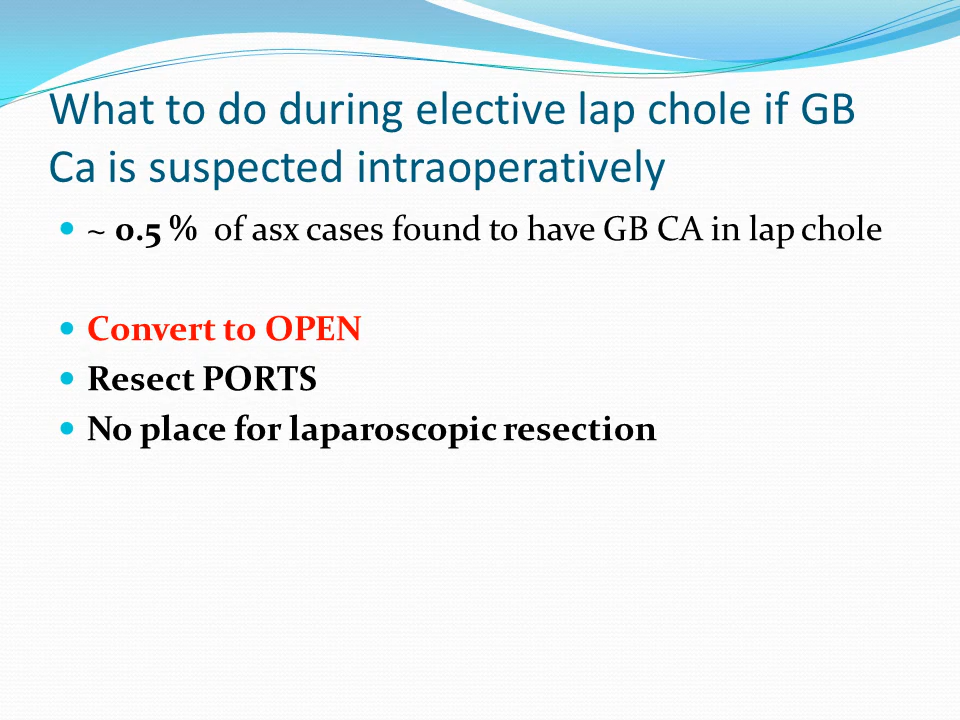 What to do during elective lap chole if GB
Ca is suspected intraoperatively
• ~ 0.5 % of asx cases found to have GB CA in lap chole
• Convert to OPEN
• Resect PORTS
• No place for laparoscopic resection